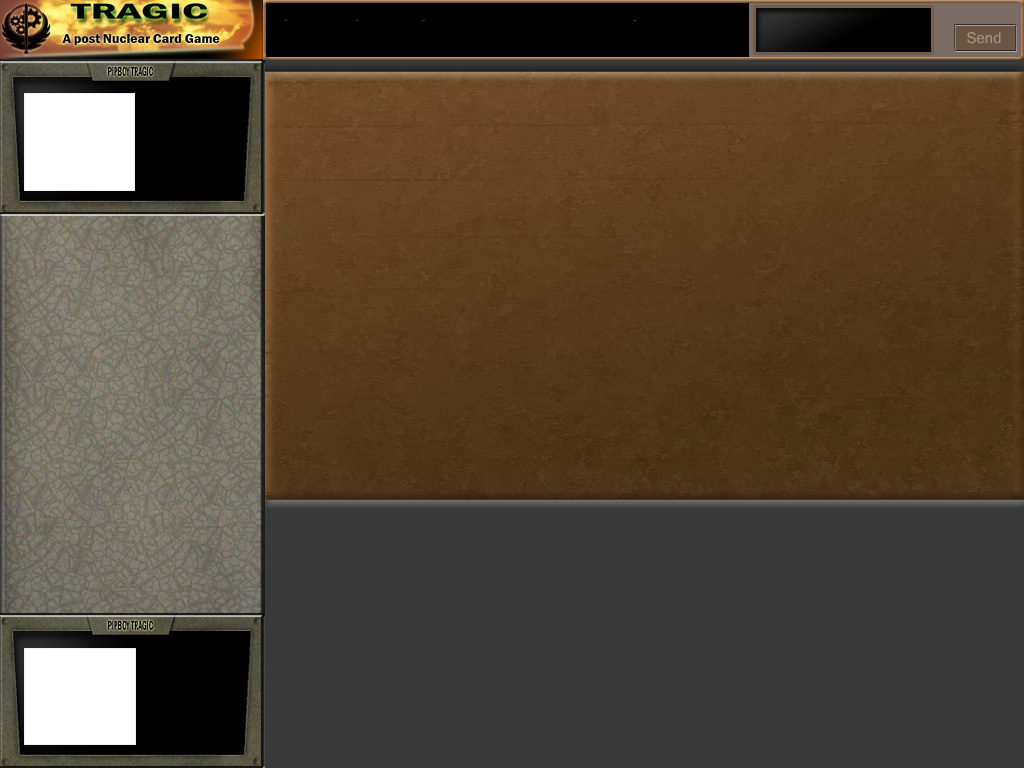 TRAGIC
A post Nuclear Card Game
Send
PIPBOY TRAGIC
PIPBOY TRAGIC